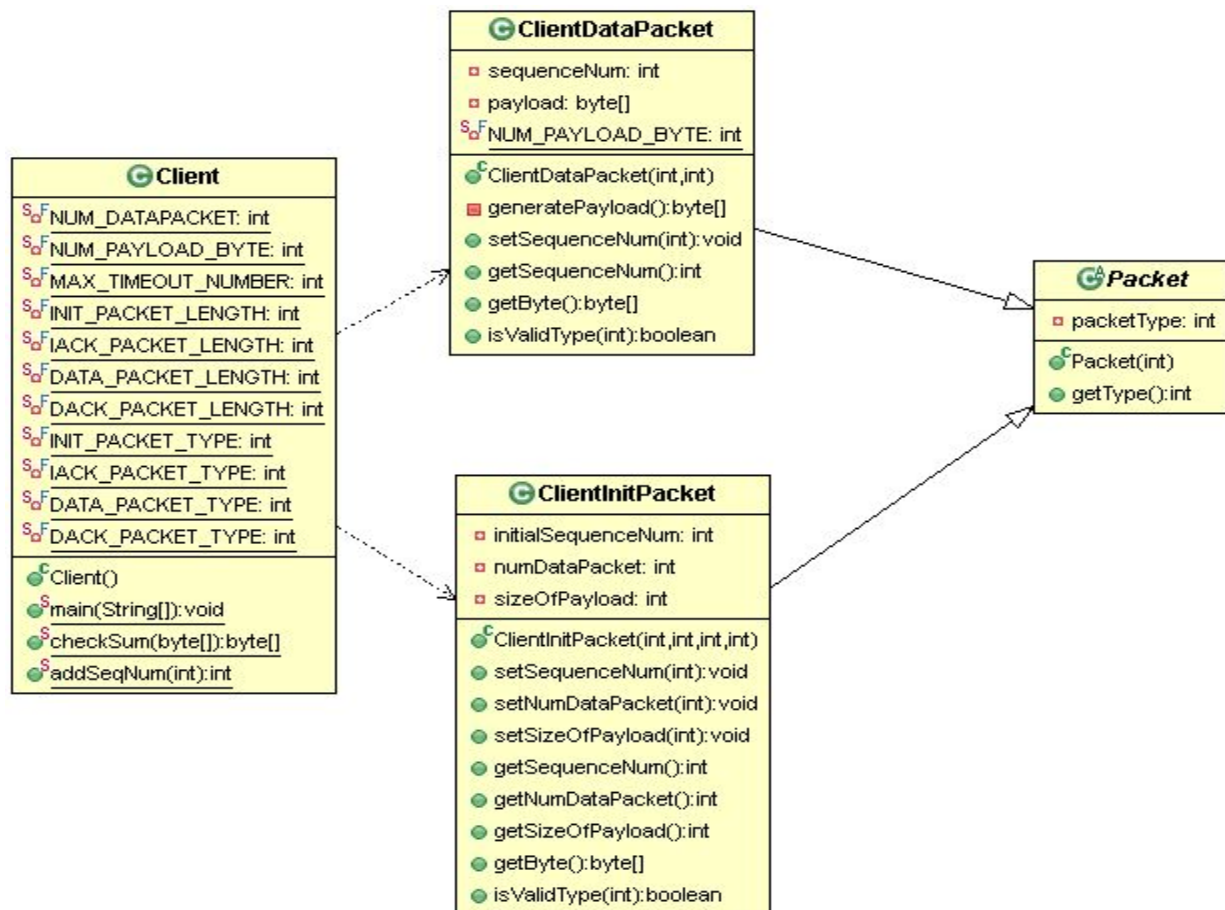 ClientDataPacket
sequenceNum: int
payload: byte[]
NUM_PAYLOAD_BYTE: int
ClientDataPacket(int,int)
generatePayload():byte[]
setSequenceNum(int):void
getSequenceNum():int
getByte():byte[]
isValidType(int):boolean
Client
NUM_DATAPACKET: int
NUM_PAYLOAD_BYTE: int
MAX_TIMEOUT_NUMBER: int
INIT_PACKET_LENGTH: int
IACK_PACKET_LENGTH: int
DATA_PACKET_LENGTH: int
DACK_PACKET_LENGTH: int
INIT_PACKET_TYPE: int
IACK_PACKET_TYPE: int
DATA_PACKET_TYPE: int
DACK_PACKET_TYPE: int
Client()
main(String[]):void
checkSum(byte[]):byte[]
addSeqNum(int):int
Packet
packetType: int
Packet(int)
getType():int
ClientInitPacket
initialSequenceNum: int
numDataPacket: int
sizeOfPayload: int
ClientInitPacket(int,int,int,int)
setSequenceNum(int):void
setNumDataPacket(int):void
setSizeOfPayload(int):void
getSequenceNum():int
getNumDataPacket():int
getSizeOfPayload():int
getByte():byte[]
isValidType(int):boolean